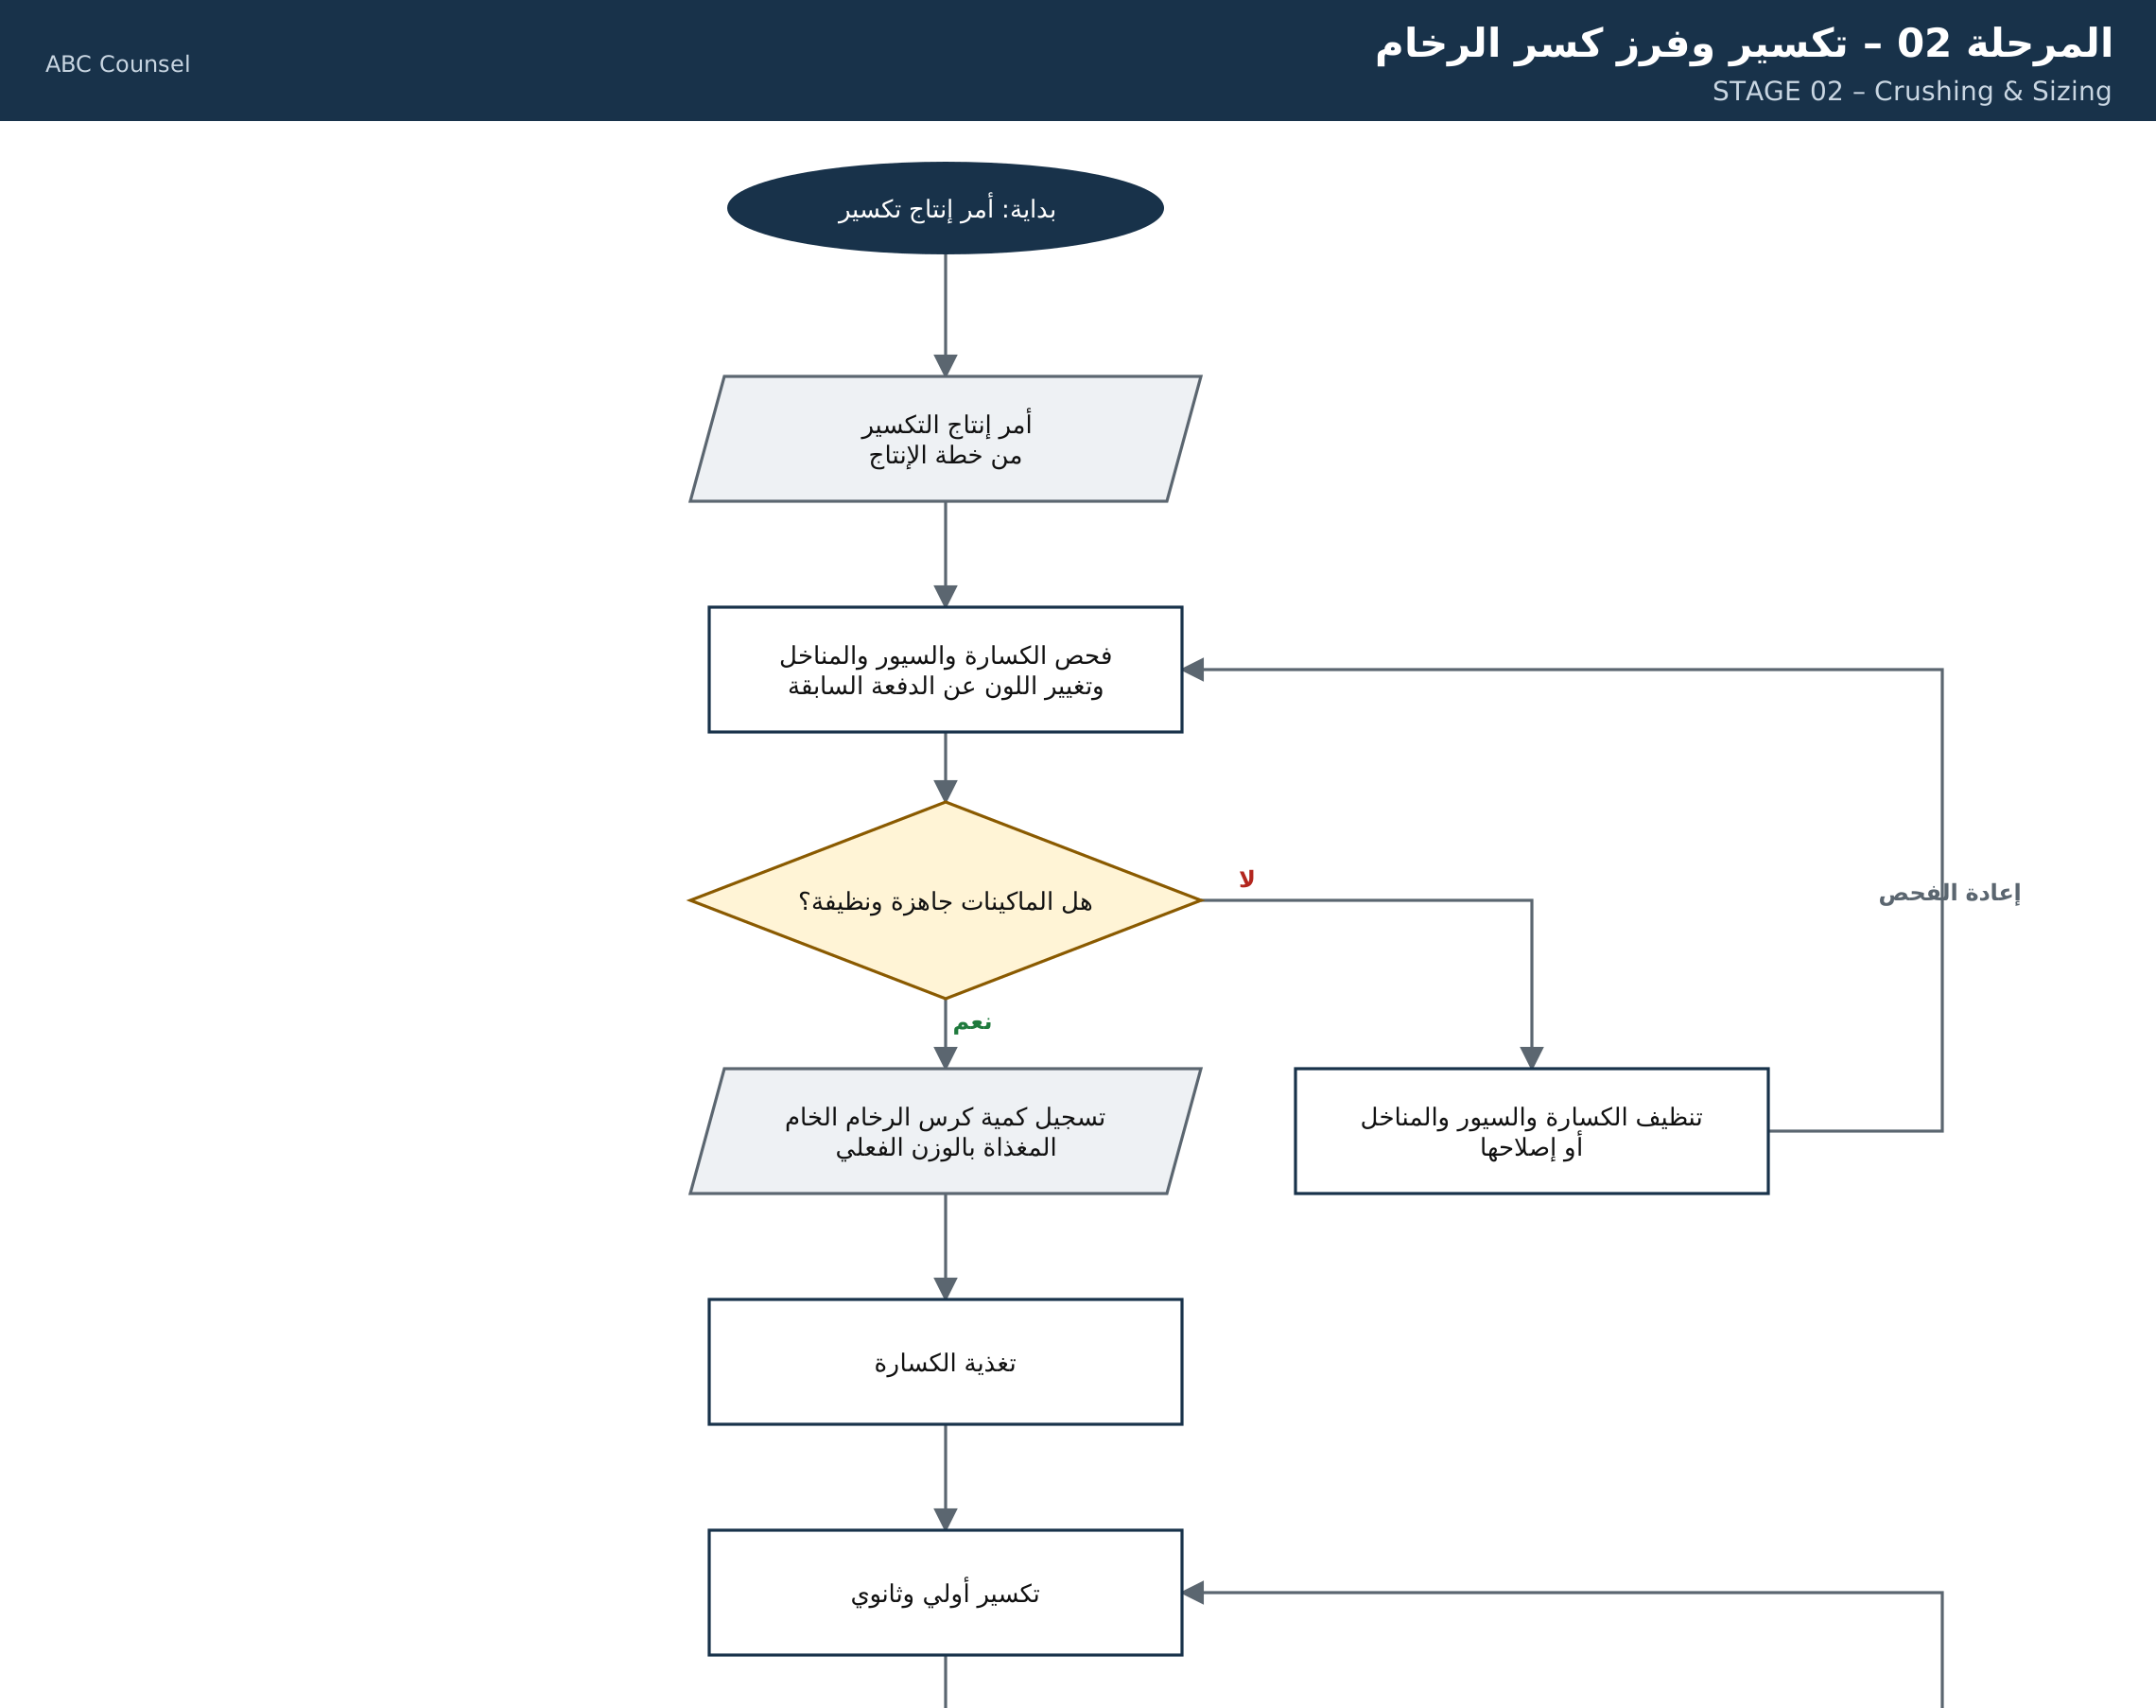 المرحلة 02 – تكسير وفرز كسر الرخام
STAGE 02 – Crushing & Sizing
ABC Counsel
بداية: أمر إنتاج تكسير
أمر إنتاج التكسير
من خطة الإنتاج
فحص الكسارة والسيور والمناخل
وتغيير اللون عن الدفعة السابقة
هل الماكينات جاهزة ونظيفة؟
لا
إعادة الفحص
نعم
تسجيل كمية كرس الرخام الخام
المغذاة بالوزن الفعلي
تنظيف الكسارة والسيور والمناخل
أو إصلاحها
تغذية الكسارة
تكسير أولي وثانوي